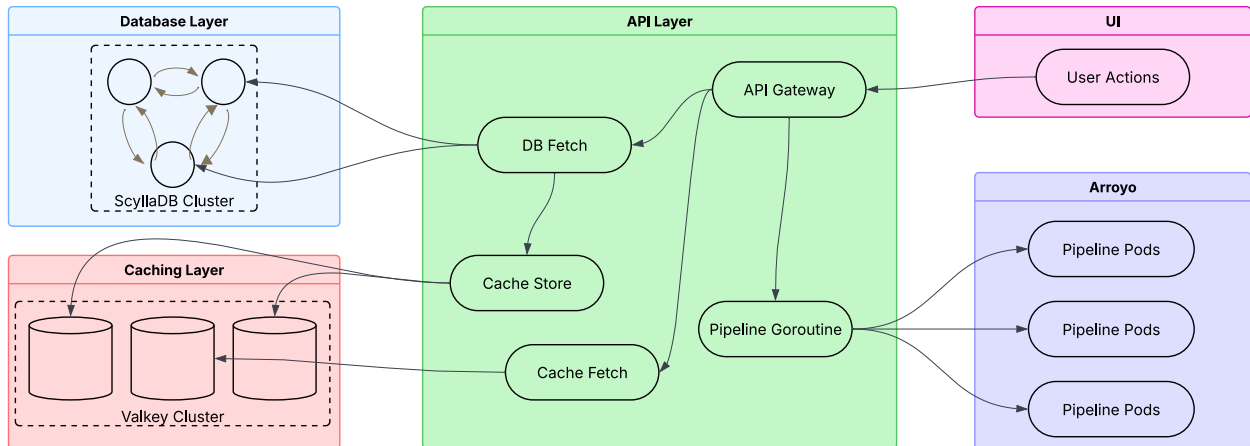 Database Layer
ScyllaDB Cluster
Caching Layer
Valkey Cluster
API Layer
API Gateway
DB Fetch
Cache Store
Pipeline Goroutine
Cache Fetch
UI
User Actions
Arroyo
Pipeline Pods
Pipeline Pods
Pipeline Pods